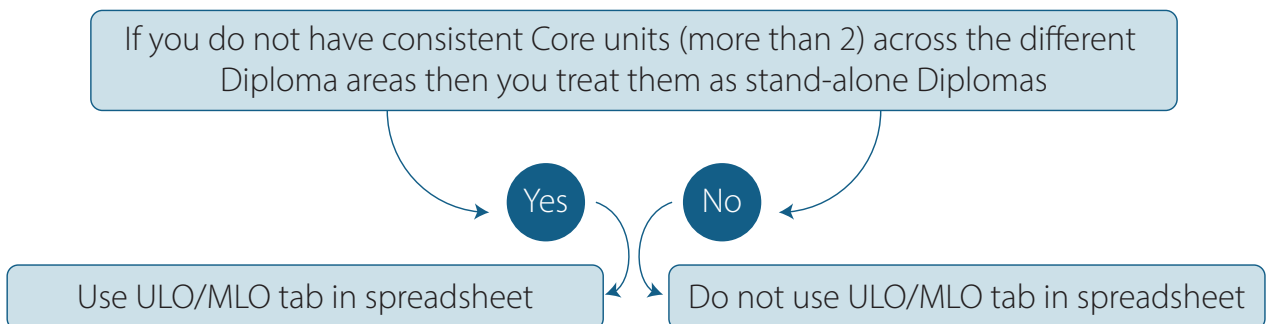 If you do not have consistent Core units (more than 2) across the different
Diploma areas then you treat them as stand-alone Diplomas
Yes
No
Use ULO/MLO tab in spreadsheet
Do not use ULO/MLO tab in spreadsheet